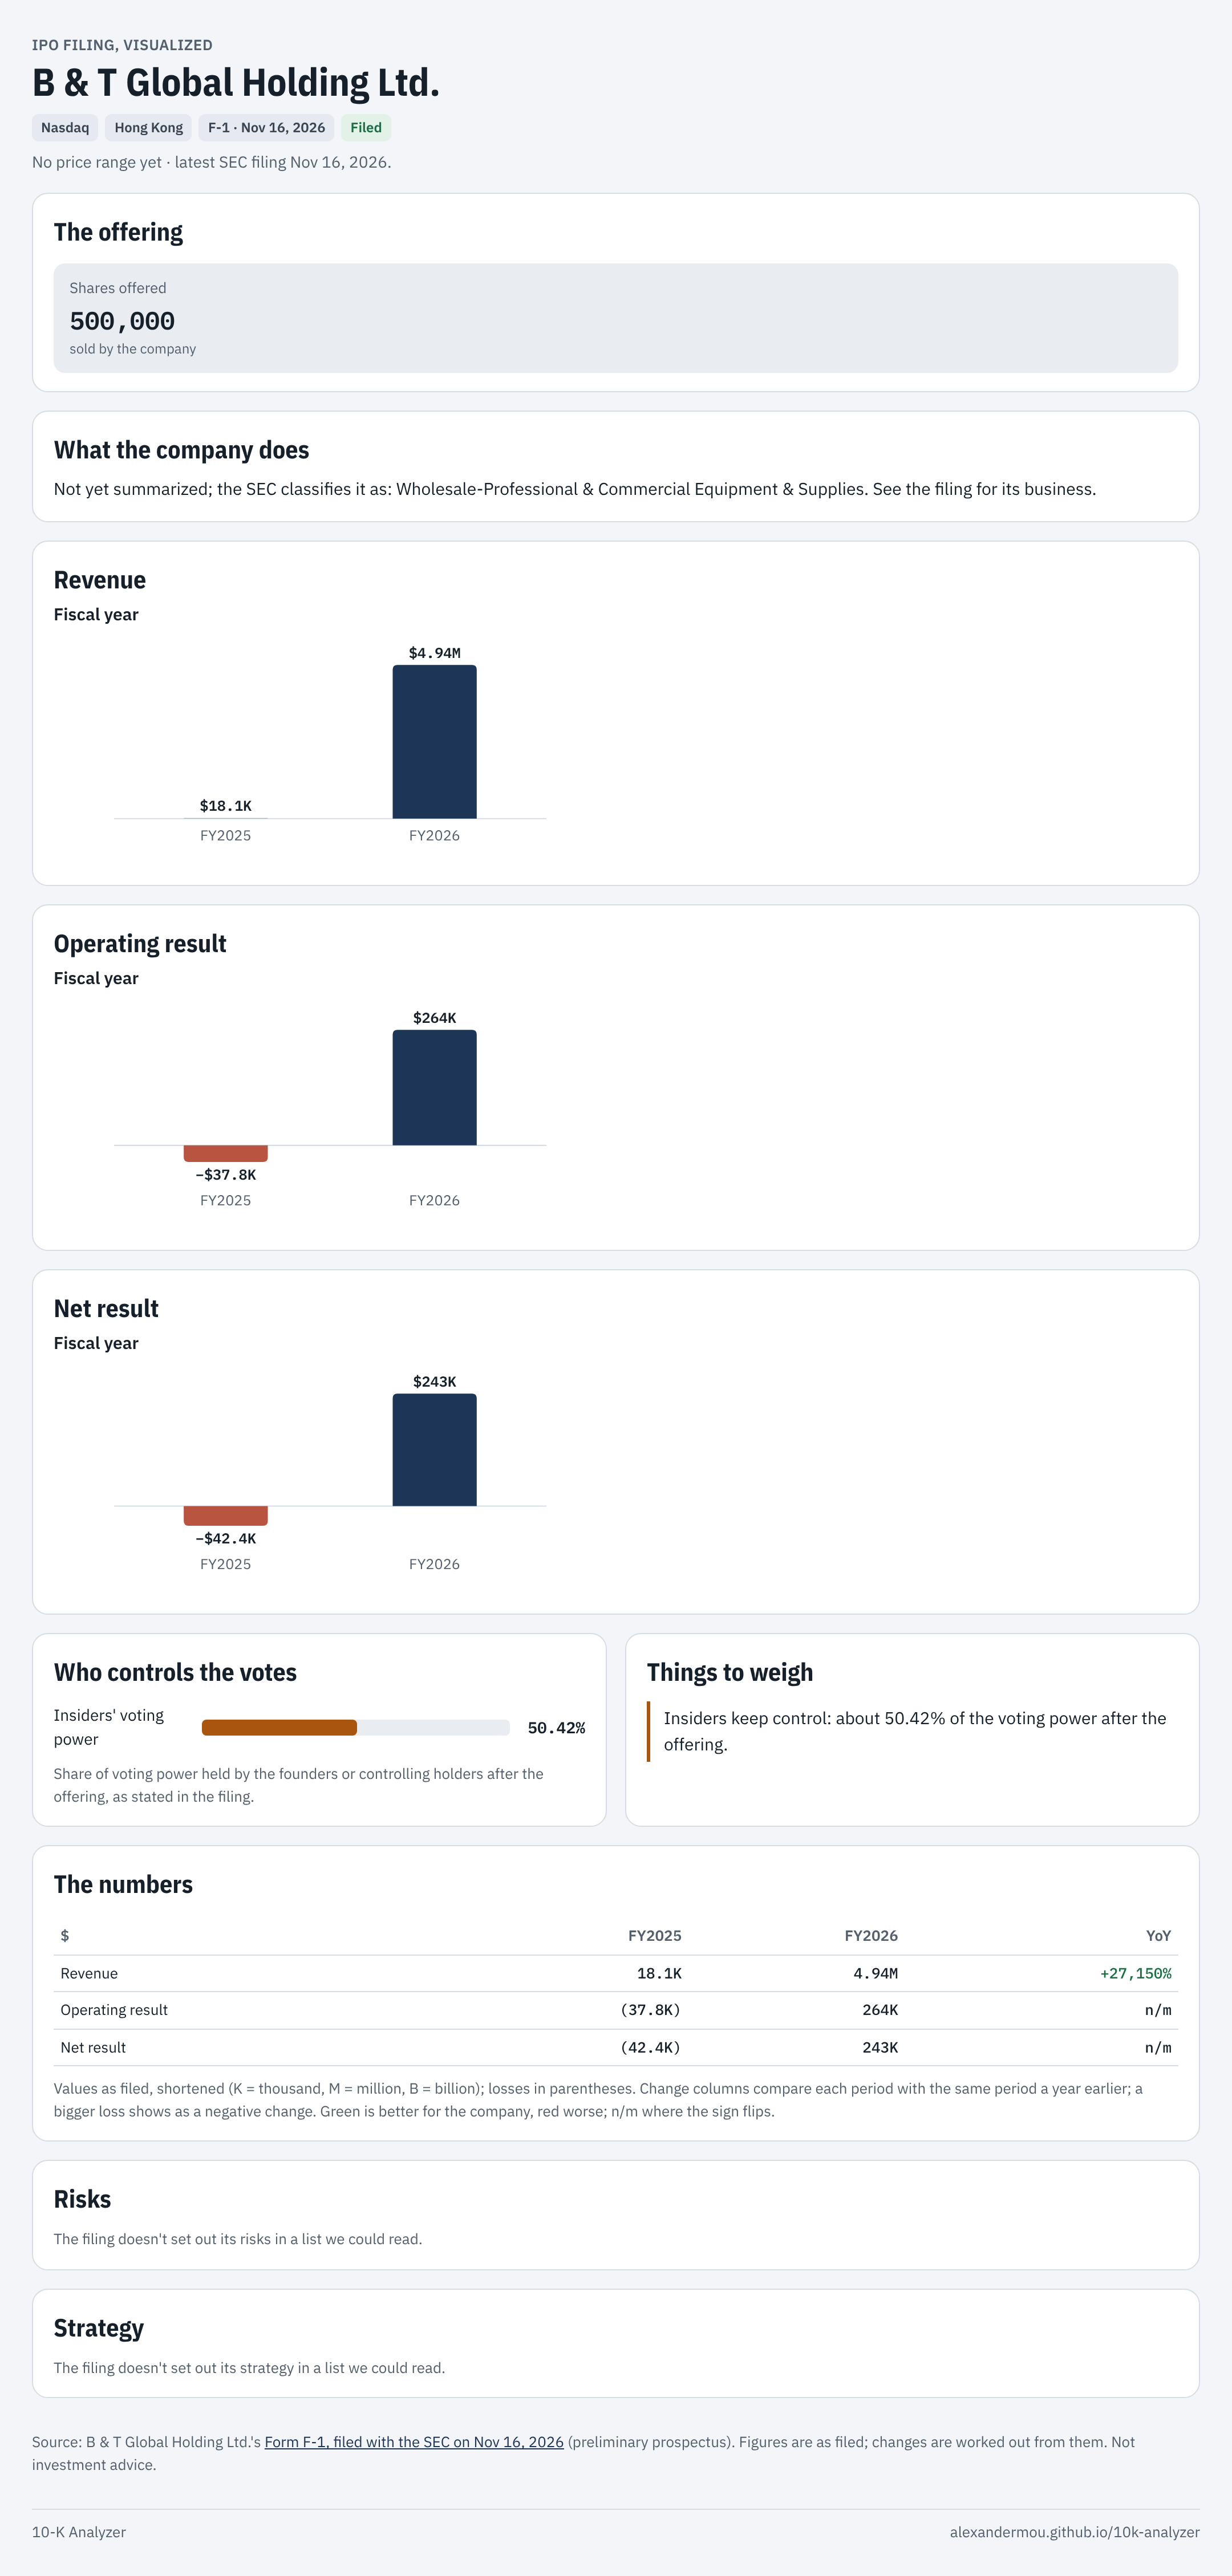 IPO FILING, VISUALIZED
B & T Global Holding Ltd.
Nasdaq Hong Kong F-1 · Nov 16, 2026 Filed
No price range yet · latest SEC filing Nov 16, 2026.
The offering
Shares offered
500,000
sold by the company
What the company does
Not yet summarized; the SEC classifies it as: Wholesale-Professional & Commercial Equipment & Supplies. See the filing for its business.
Revenue
Fiscal year
$4.94M
$18.1K
FY2025 FY2026
Operating result
Fiscal year
$264K
−$37.8K
FY2025 FY2026
Net result
Fiscal year
$243K
−$42.4K
FY2025 FY2026
Who controls the votes
Insiders' voting
power
50.42%
Share of voting power held by the founders or controlling holders after the
offering, as stated in the filing.
Things to weigh
Insiders keep control: about 50.42% of the voting power after the
offering.
The numbers
$ FY2025 FY2026 YoY
Revenue 18.1K 4.94M +27,150%
Operating result (37.8K) 264K n/m
Net result (42.4K) 243K n/m
Values as filed, shortened (K = thousand, M = million, B = billion); losses in parentheses. Change columns compare each period with the same period a year earlier; a
bigger loss shows as a negative change. Green is better for the company, red worse; n/m where the sign flips.
Risks
The filing doesn't set out its risks in a list we could read.
Strategy
The filing doesn't set out its strategy in a list we could read.
Source: B & T Global Holding Ltd.'s Form F-1, filed with the SEC on Nov 16, 2026 (preliminary prospectus). Figures are as filed; changes are worked out from them. Not
investment advice.
10-K Analyzer alexandermou.github.io/10k-analyzer